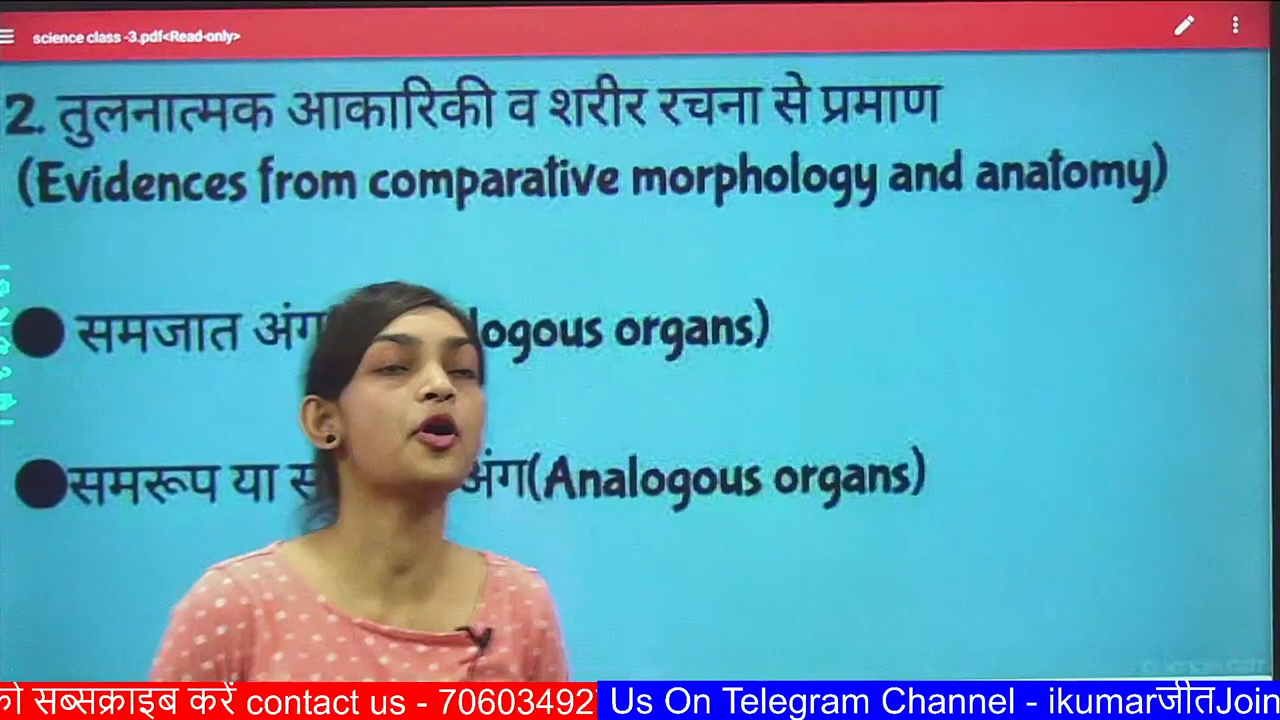 science class -3.pdf<Read-only>
2. तुलनात्मक आकारिकी व शरीर रचना से प्रमाण
(Evidences from comparative morphology and anatomy)
समजात अंग logous organs)
समरूप या अंग(Analogous organs)
को सब्सक्राइब करें contact us - 70603492 Us On Telegram Channel - ikumarजीतJoin